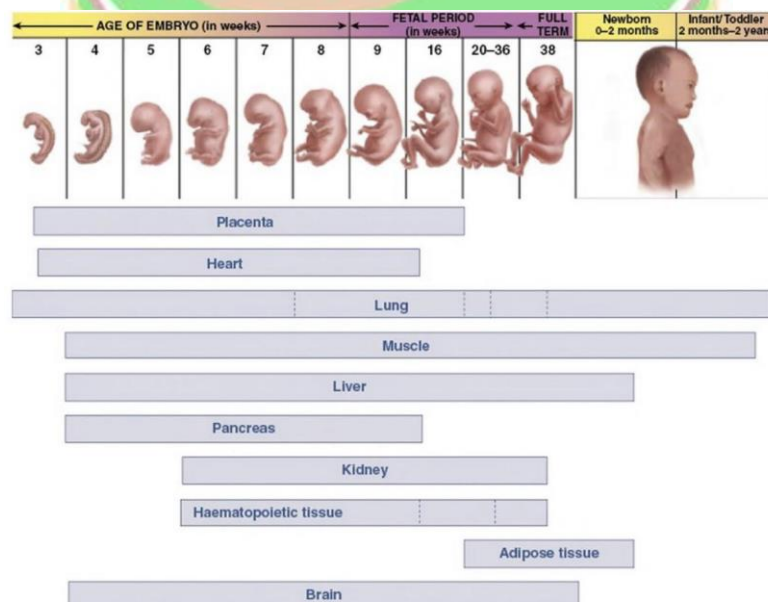 AGE OF EMBRYO (in weeks)
FETAL PERIOD
(in weeks)
FULL
TERM
Newborn
0–2 months
Infant/Toddler
2 months–2 year
3 4 5 6 7 8 9 16 20–36 38
Placenta
Heart
Lung
Muscle
Liver
Pancreas
Kidney
Haematopoietic tissue
Adipose tissue
Brain